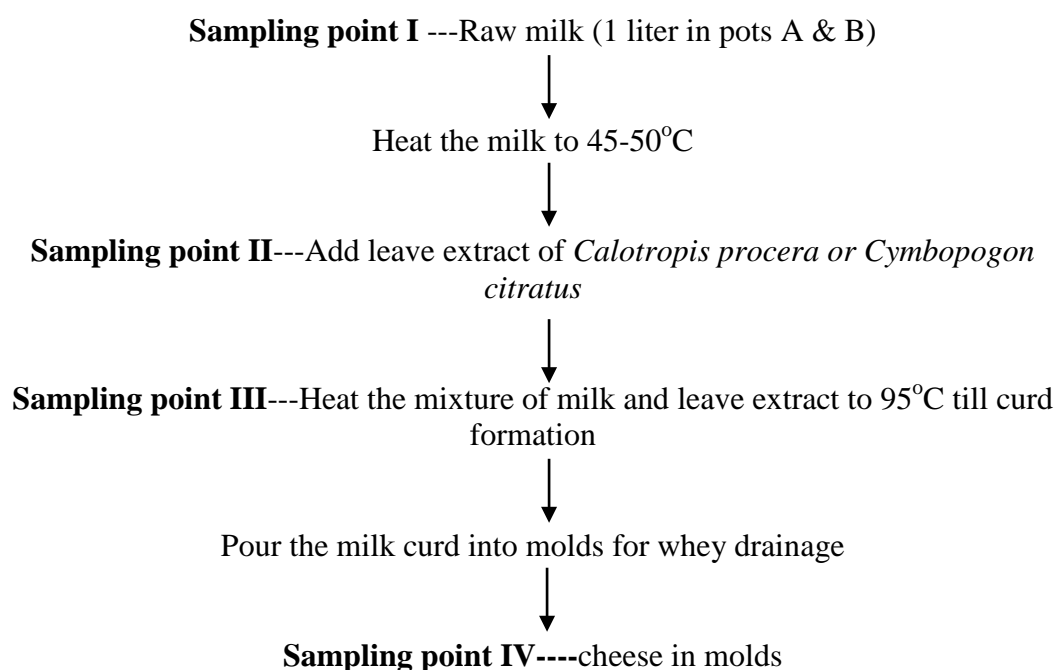 Sampling point I ---Raw milk (1 liter in pots A & B)
Heat the milk to 45-50°C
Sampling point II---Add leave extract of Calotropis procera or Cymbopogon
citratus
Sampling point III---Heat the mixture of milk and leave extract to 95°C till curd
formation
Pour the milk curd into molds for whey drainage
Sampling point IV----cheese in molds